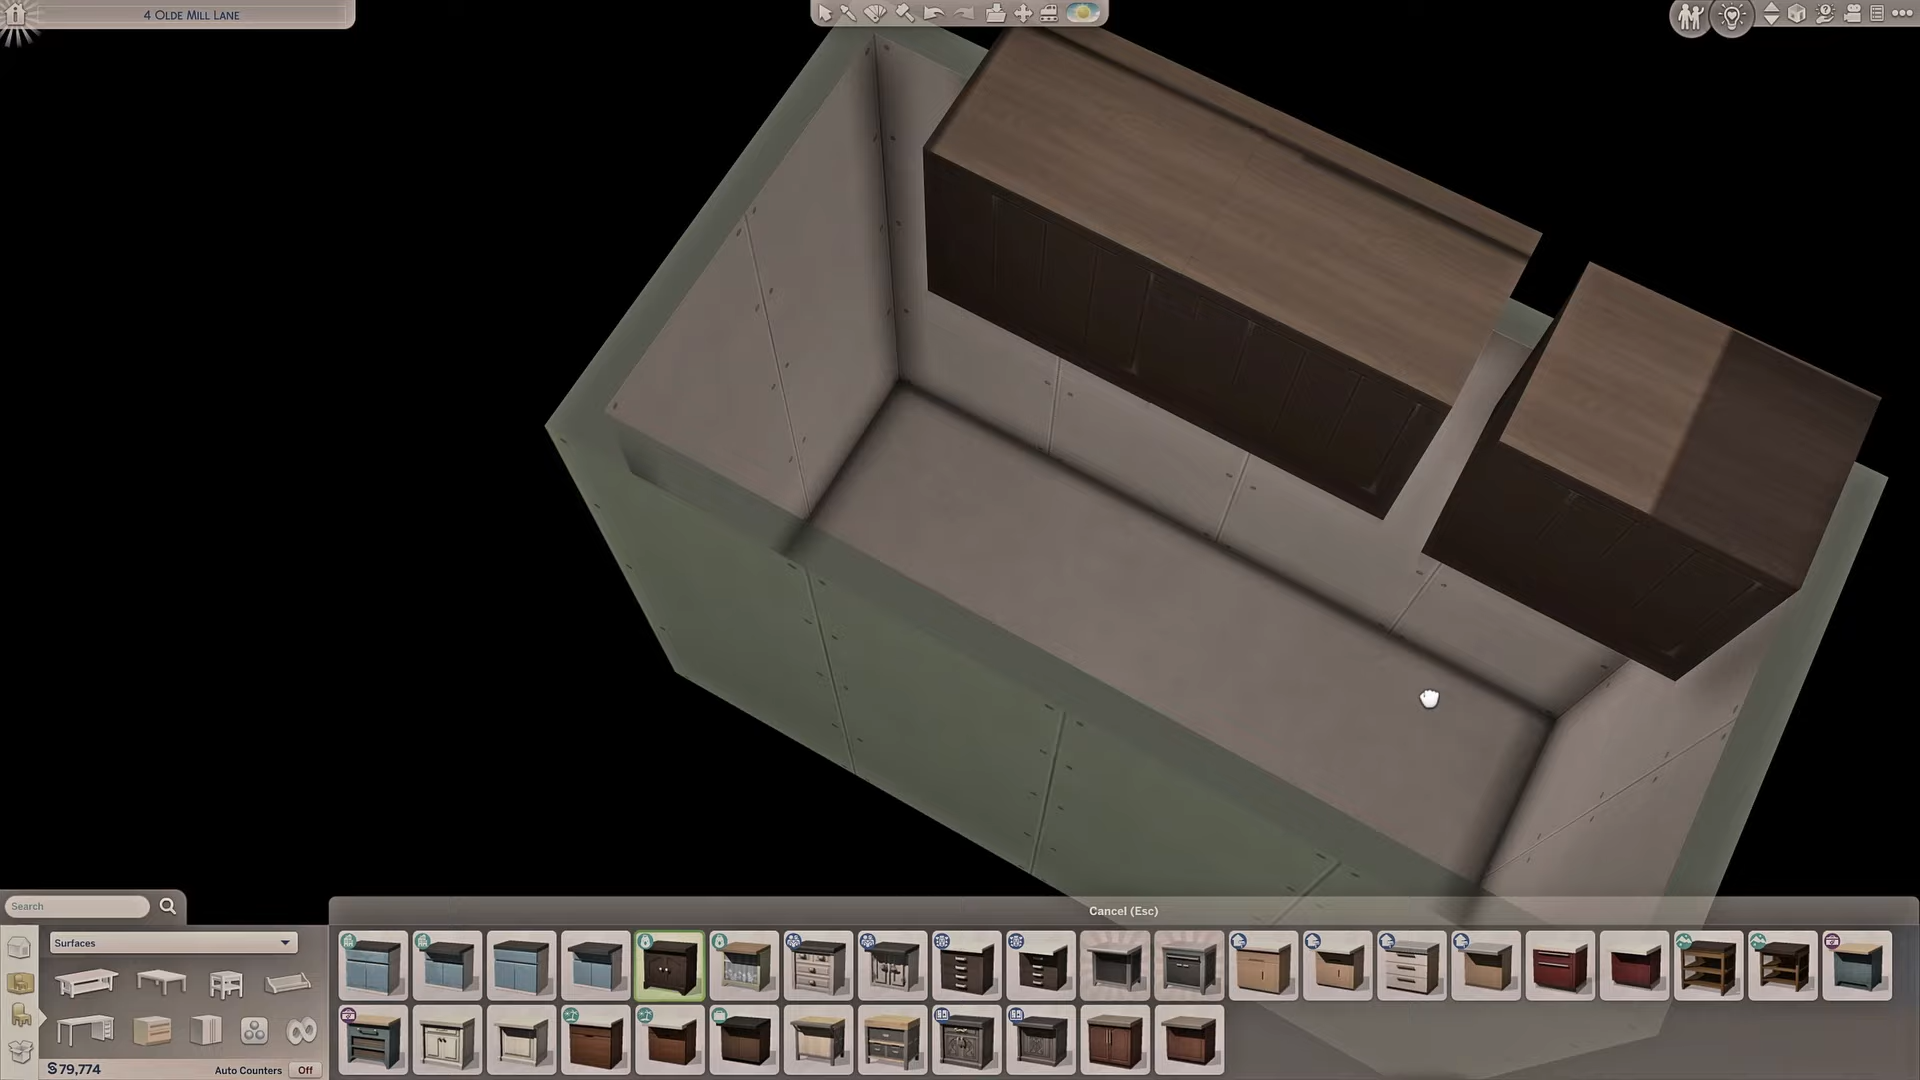 4 Olde Mill Lane
Cancel (Esc)
Search
Surfaces
§79,774
Auto Counters Off